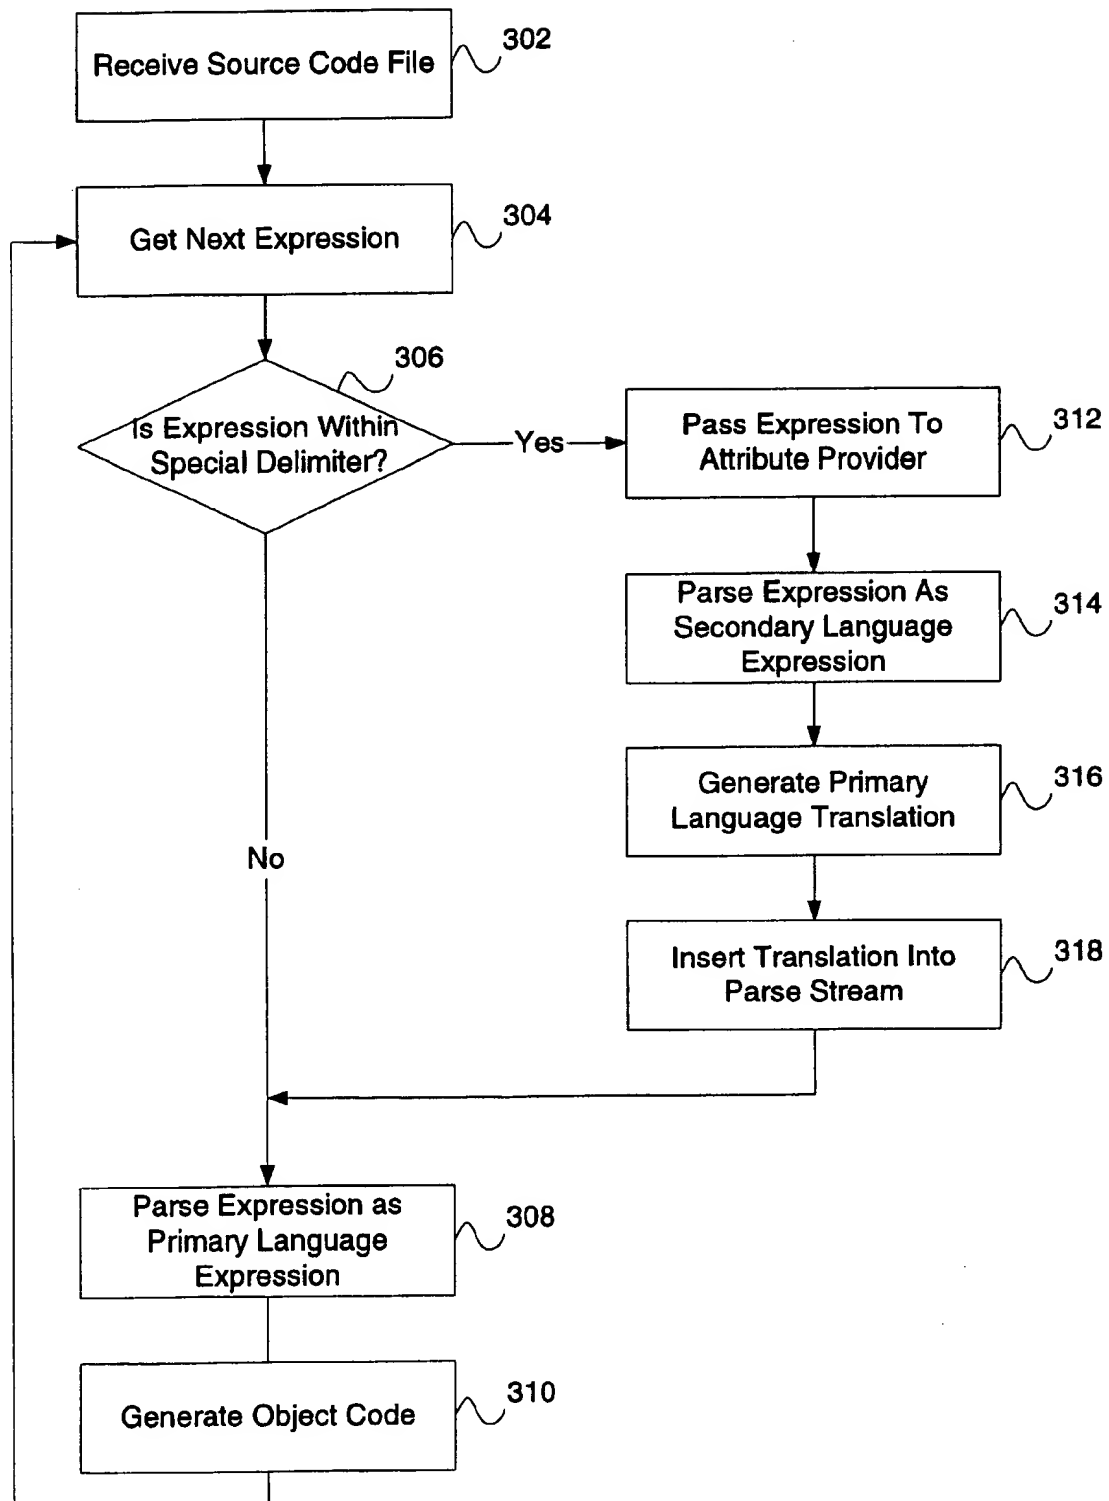 Receive Source Code File
302
Get Next Expression
304
306
Is Expression Within
Special Delimiter?
Yes
Pass Expression To
Attribute Provider
312
Parse Expression As
Secondary Language
Expression
314
Generate Primary
Language Translation
316
Insert Translation Into
Parse Stream
318
No
Parse Expression as
Primary Language
Expression
308
Generate Object Code
310